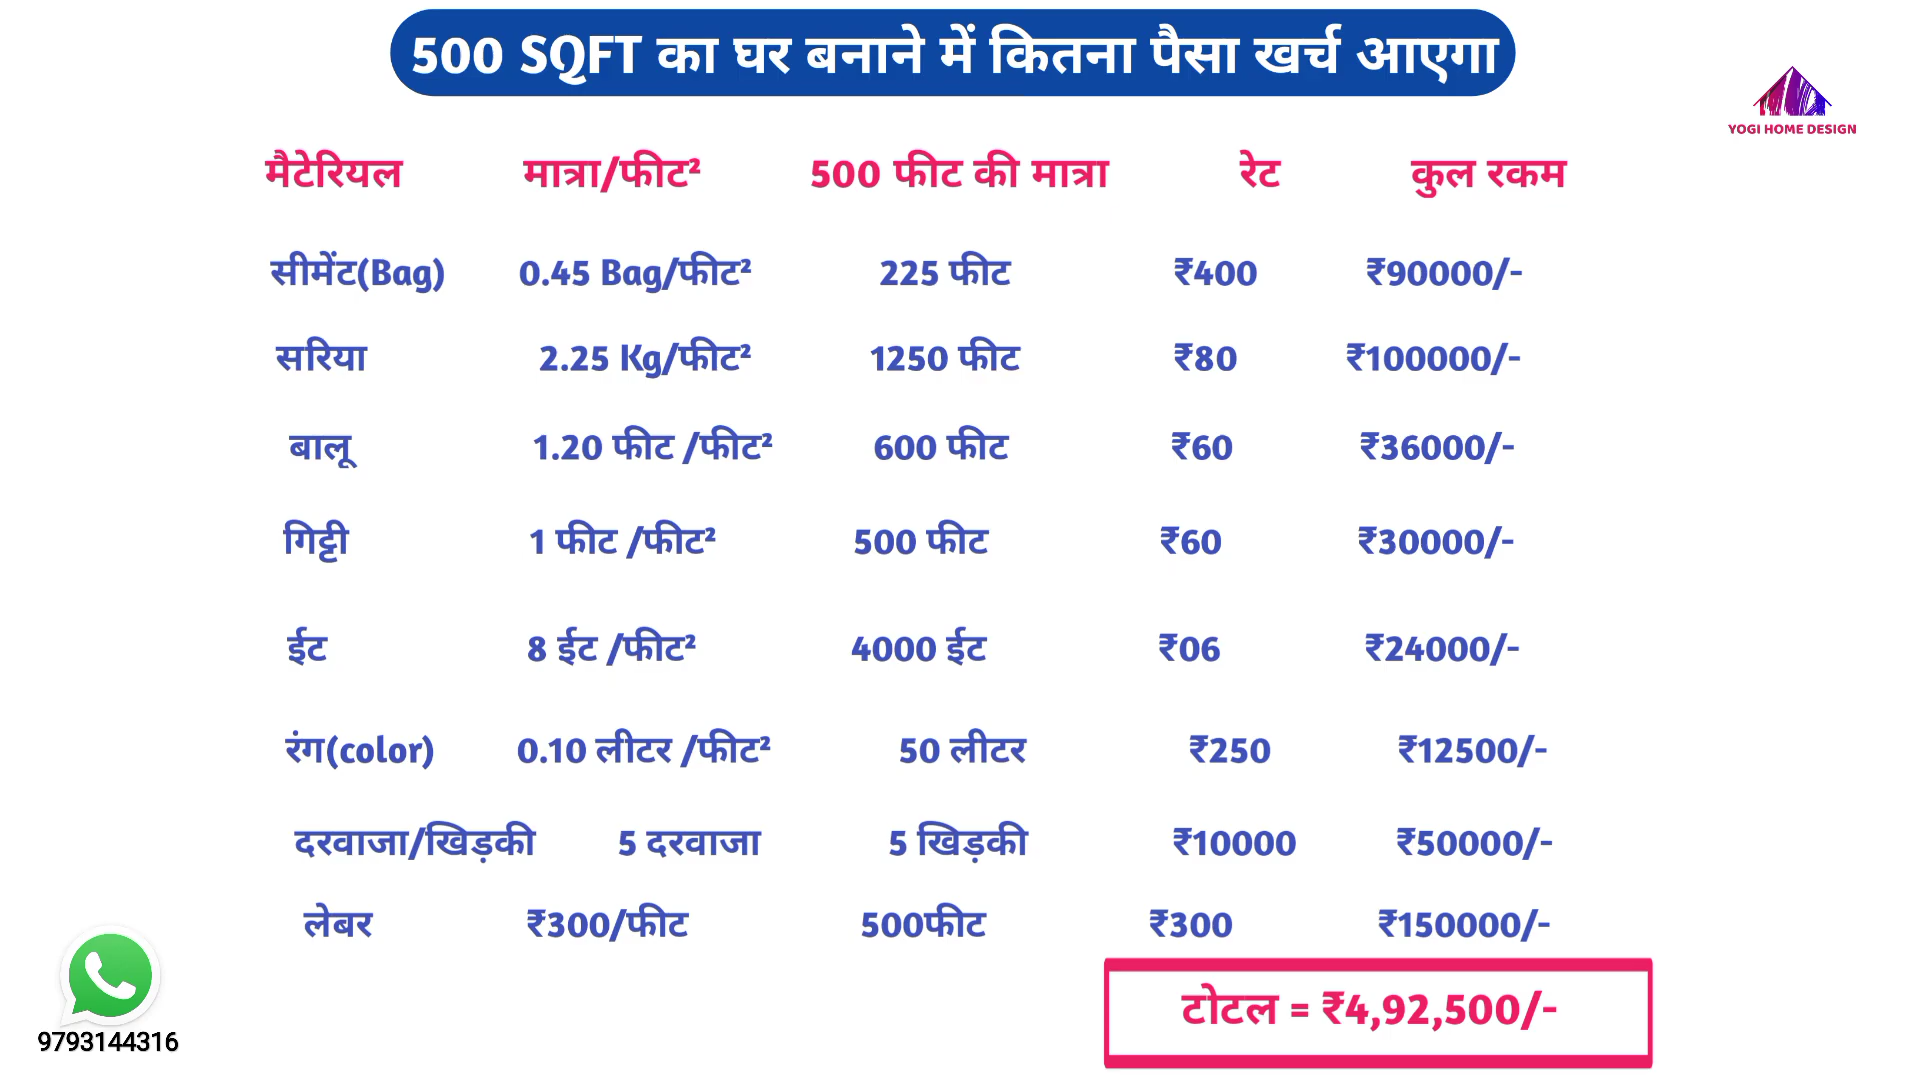 500 SQFT का घर बनाने में कितना पैसा खर्च आएगा
YOGI HOME DESIGN
मैटेरियल मात्रा/फीट² 500 फीट की मात्रा रेट कुल रकम
सीमेंट(Bag) 0.45 Bag/फीट² 225 फीट ₹400 ₹90000/-
सरिया 2.25 Kg/फीट² 1250 फीट ₹80 ₹100000/-
बालू 1.20 फीट /फीट² 600 फीट ₹60 ₹36000/-
गिट्टी 1 फीट /फीट² 500 फीट ₹60 ₹30000/-
ईट 8 ईट /फीट² 4000 ईट ₹06 ₹24000/-
रंग(color) 0.10 लीटर /फीट² 50 लीटर ₹250 ₹12500/-
दरवाजा/खिड़की 5 दरवाजा 5 खिड़की ₹10000 ₹50000/-
लेबर ₹300/फीट 500फीट ₹300 ₹150000/-
टोटल = ₹4,92,500/-
9793144316